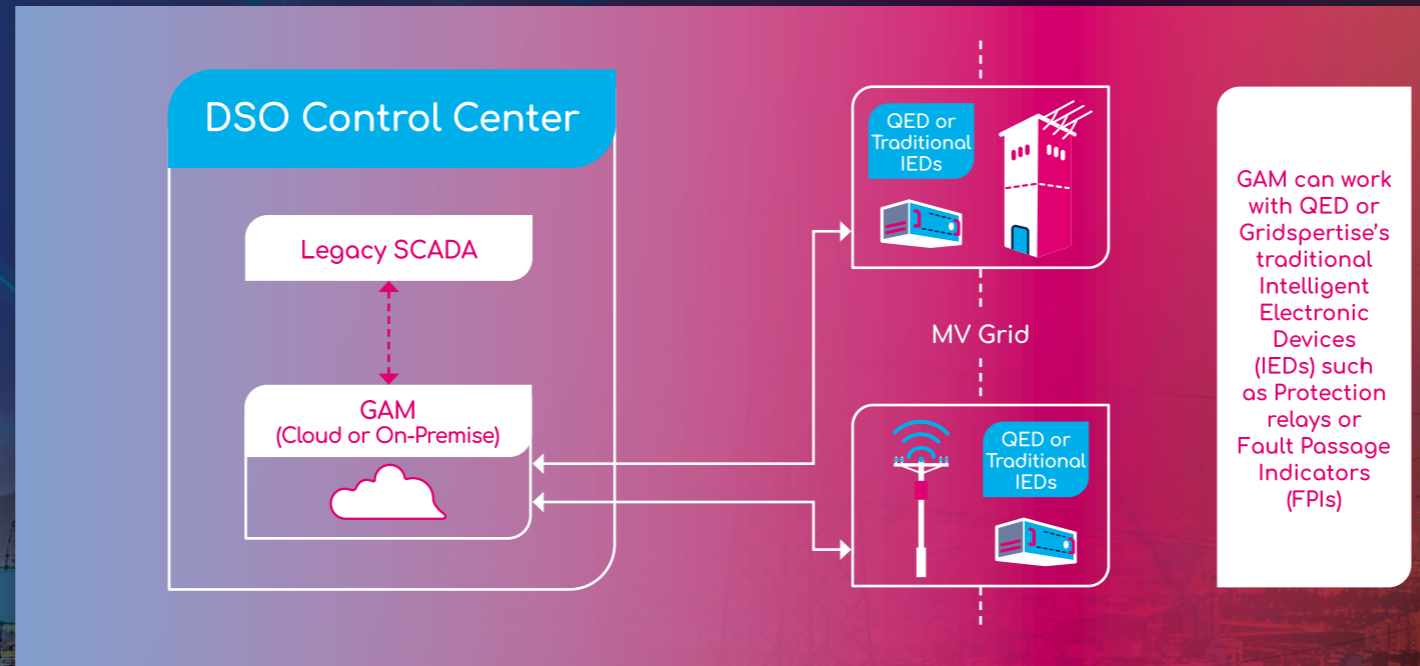 DSO Control Center
Legacy SCADA
GAM
(Cloud or On-Premise)
QED or
Traditional
IEDs
MV Grid
QED or
Traditional
IEDs
GAM can work
with QED or
Gridspertise's
traditional
Intelligent
Electronic
Devices
(IEDs) such
as Protection
relays or
Fault Passage
Indicators
(FPIs)